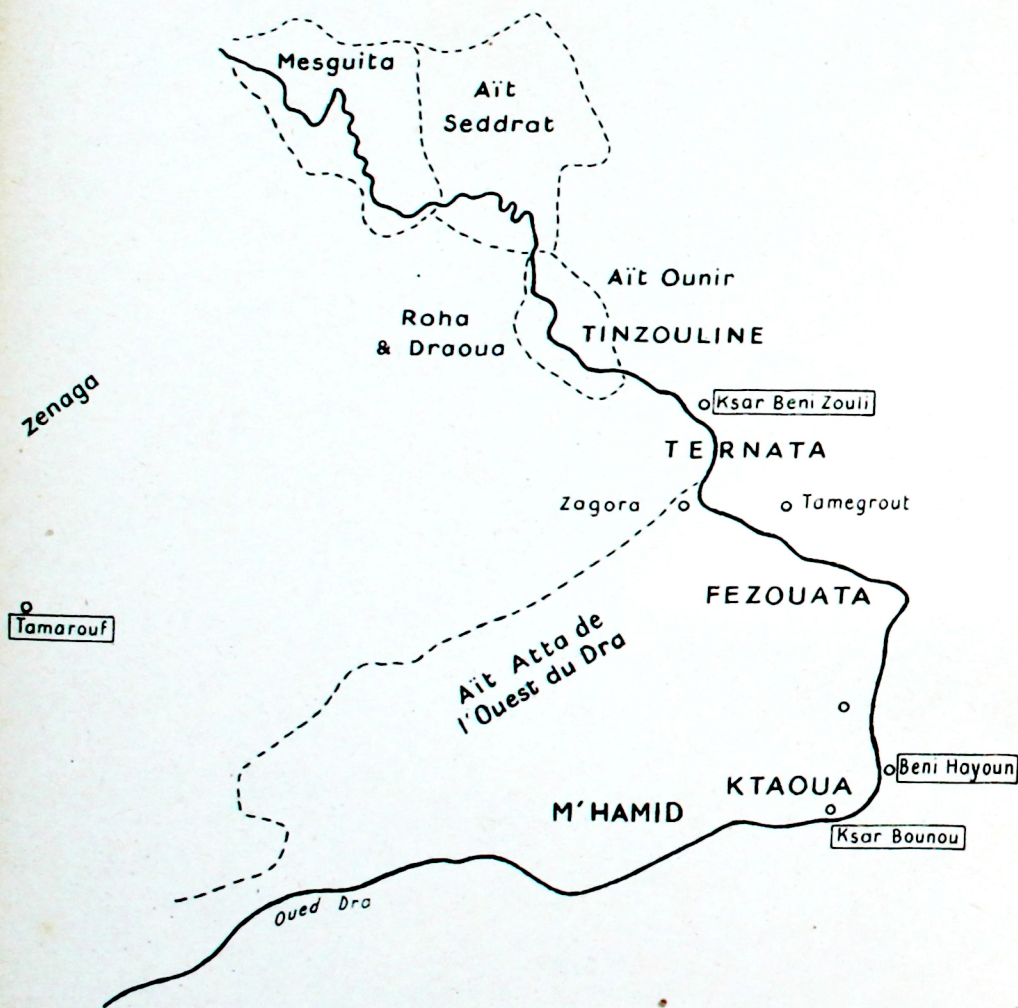 Mesguita
Aït
Seddrat
Aït Ounir
Roha
& Draoua
TINZOULINE
Zenaga
Ksar Beni Zouli
TERNATA
Zagora
Tamegrout
FEZOUATA
Tamarouf
Aït Atta de
l'Ouest du Dra
Beni Hayoun
KTAOUA
M'HAMID
Ksar Bounou
Oued Dra